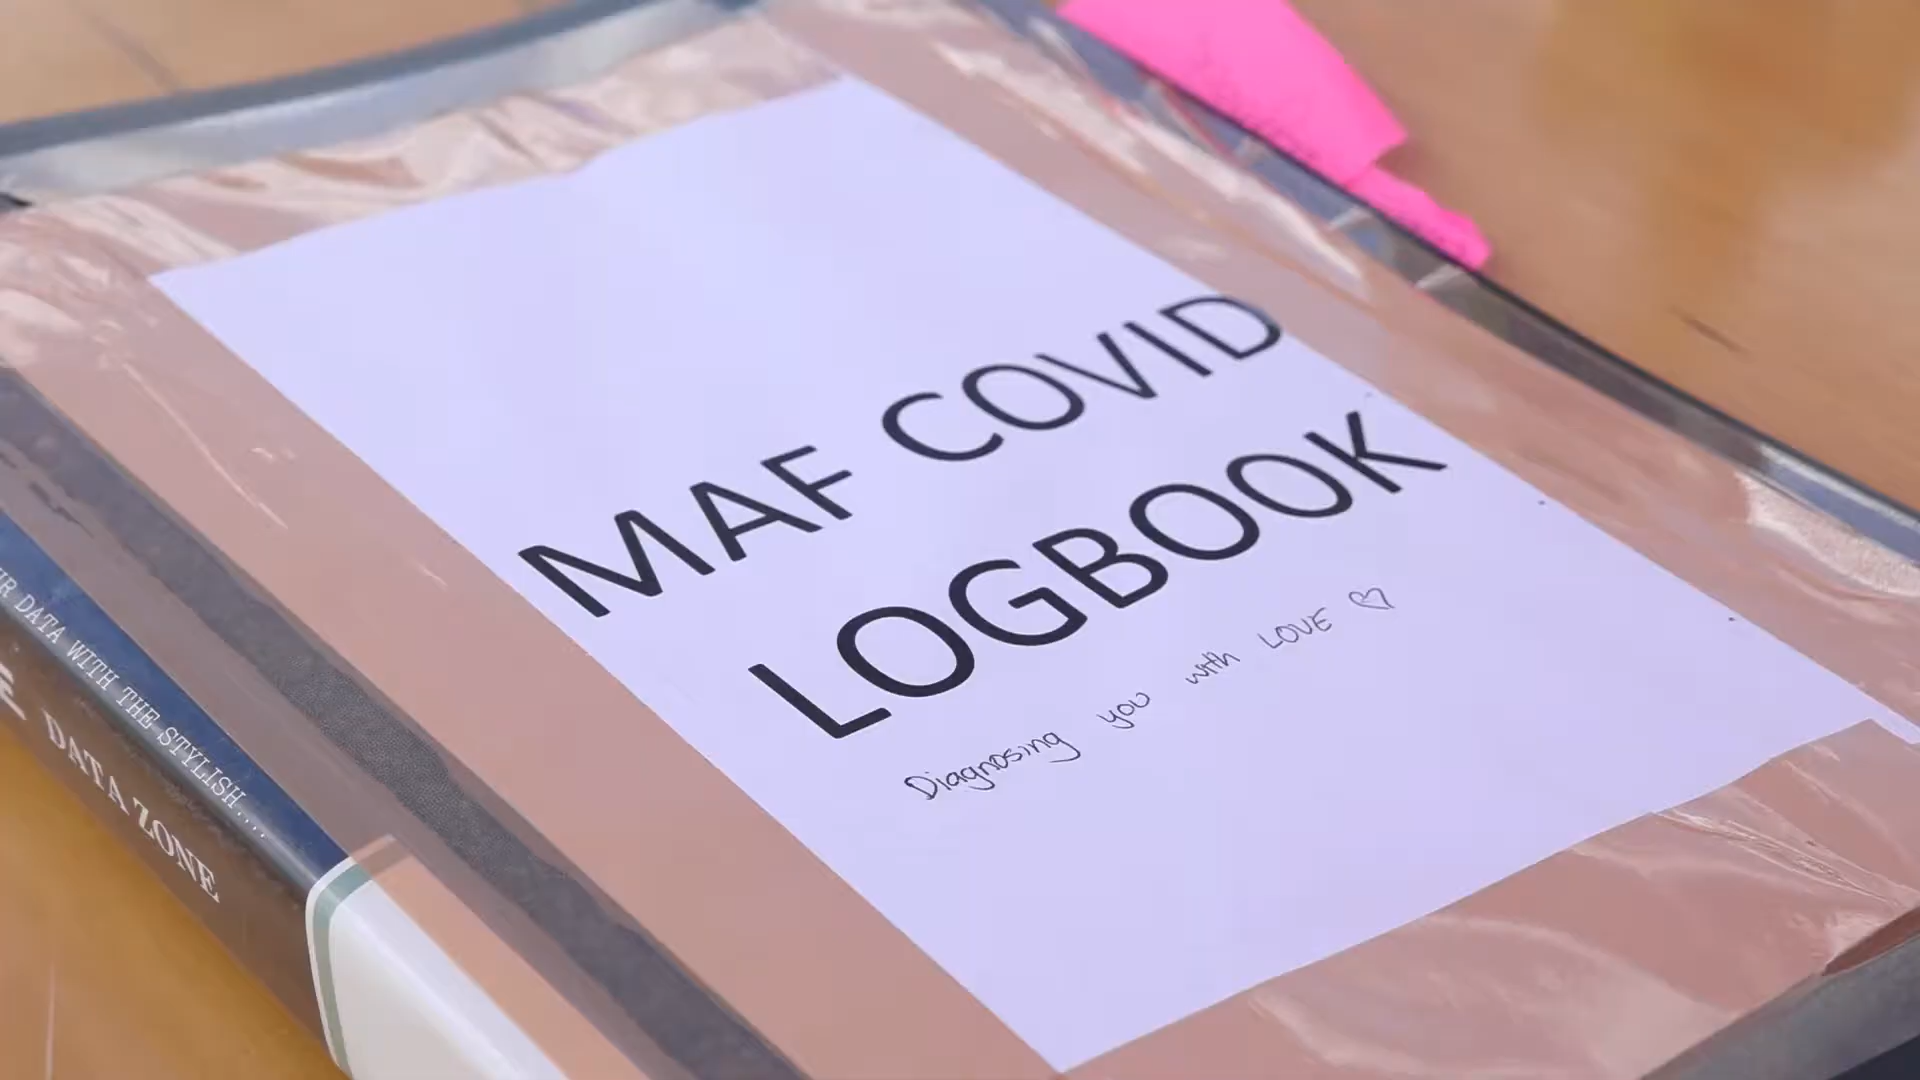 MAF COVID
LOGBOOK
Diagnosing you with LOVE ♡
DATA WITH THE STYLISH....
DATA ZONE